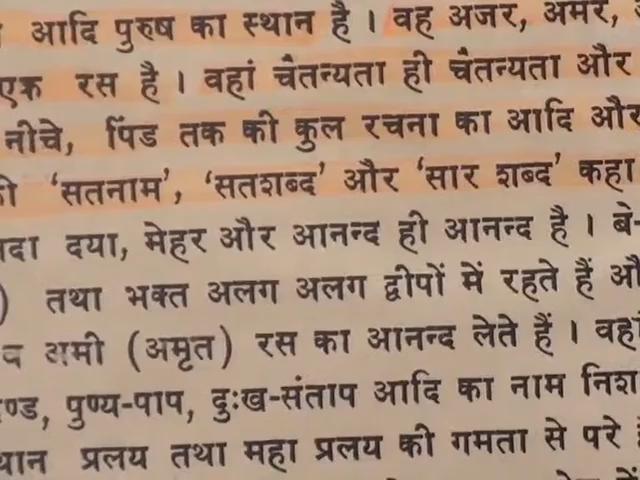 आदि पुरुष का स्थान है । वह अजर, अमर,
एक रस है । वहां चैतन्यता ही चैतन्यता और
नीचे, पिंड तक की कुल रचना का आदि और
'सतनाम', 'सतशब्द' और 'सार शब्द' कहा
दया, मेहर और आनन्द ही आनन्द है । बे-
) तथा भक्त अलग अलग द्वीपों में रहते हैं
अमी (अमृत) रस का आनन्द लेते हैं । वहां
पुण्य-पाप, दुःख-संताप आदि का नाम
प्रलय तथा महा प्रलय की गमता से परे